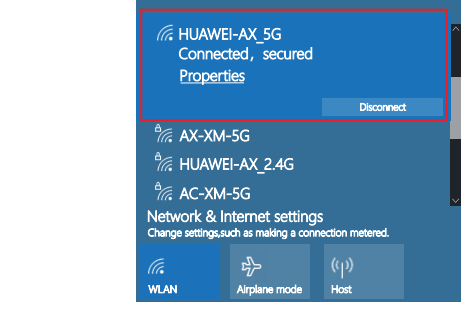 HUAWEI-AX_5G
Connected, secured
Properties
Disconnect
AX-XM-5G
HUAWEI-AX_2.4G
AC-XM-5G
Network & Internet settings
Change settings,such as making a connection metered.
WLAN
Airplane mode
Host